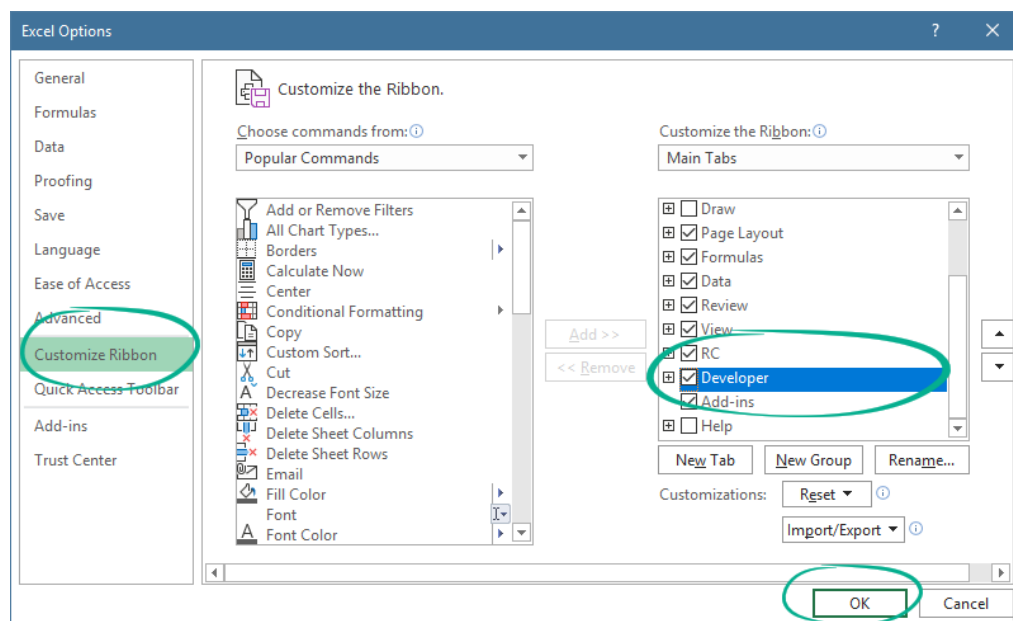 Excel Options
?
General
Formulas
Data
Proofing
Save
Language
Ease of Access
Advanced
Customize Ribbon
Quick Access Toolbar
Add-ins
Trust Center
Customize the Ribbon.
Choose commands from:
Popular Commands
Add or Remove Filters
All Chart Types...
Borders
Calculate Now
Center
Conditional Formatting
Copy
Custom Sort...
Cut
Decrease Font Size
Delete Cells...
Delete Sheet Columns
Delete Sheet Rows
Email
Fill Color
Font
Font Color
Add >>
<< Remove
Customize the Ribbon:
Main Tabs
Draw
Page Layout
Formulas
Data
Review
View
RC
Developer
Add-ins
Help
New Tab
New Group
Rename...
Customizations:
Reset
Import/Export
OK
Cancel